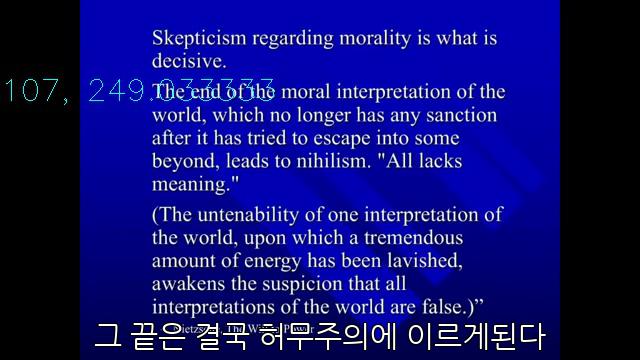 Skepticism regarding morality is what is
decisive.
107, 249.033333
The end of the moral interpretation of the
world, which no longer has any sanction
after it has tried to escape into some
beyond, leads to nihilism. "All lacks
meaning."
(The untenability of one interpretation of
the world, upon which a tremendous
amount of energy has been lavished,
awakens the suspicion that all
interpretations of the world are false.)”
Nietzsche, The Will to Power
그 끝은 결국 허무주의에 이르게된다